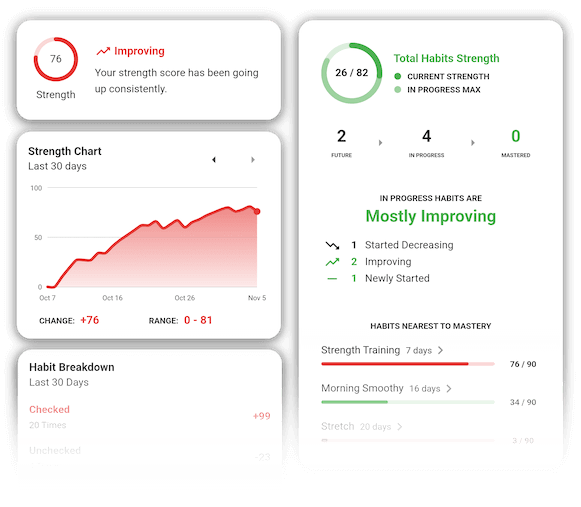 76
Strength
Improving
Your strength score has been going
up consistently.
Strength Chart
Last 30 days
100
50
0
Oct 7
Oct 16
Oct 26
Nov 5
CHANGE: +76
RANGE: 0 - 81
Habit Breakdown
Last 30 Days
Checked
+99
20 Times
Unchecked
-23
26 / 82
Total Habits Strength
CURRENT STRENGTH
IN PROGRESS MAX
2
4
0
FUTURE
IN PROGRESS
MASTERED
IN PROGRESS HABITS ARE
Mostly Improving
1 Started Decreasing
2 Improving
1 Newly Started
HABITS NEAREST TO MASTERY
Strength Training 7 days
76 / 90
Morning Smoothy 16 days
34 / 90
Stretch 20 days
3 / 90